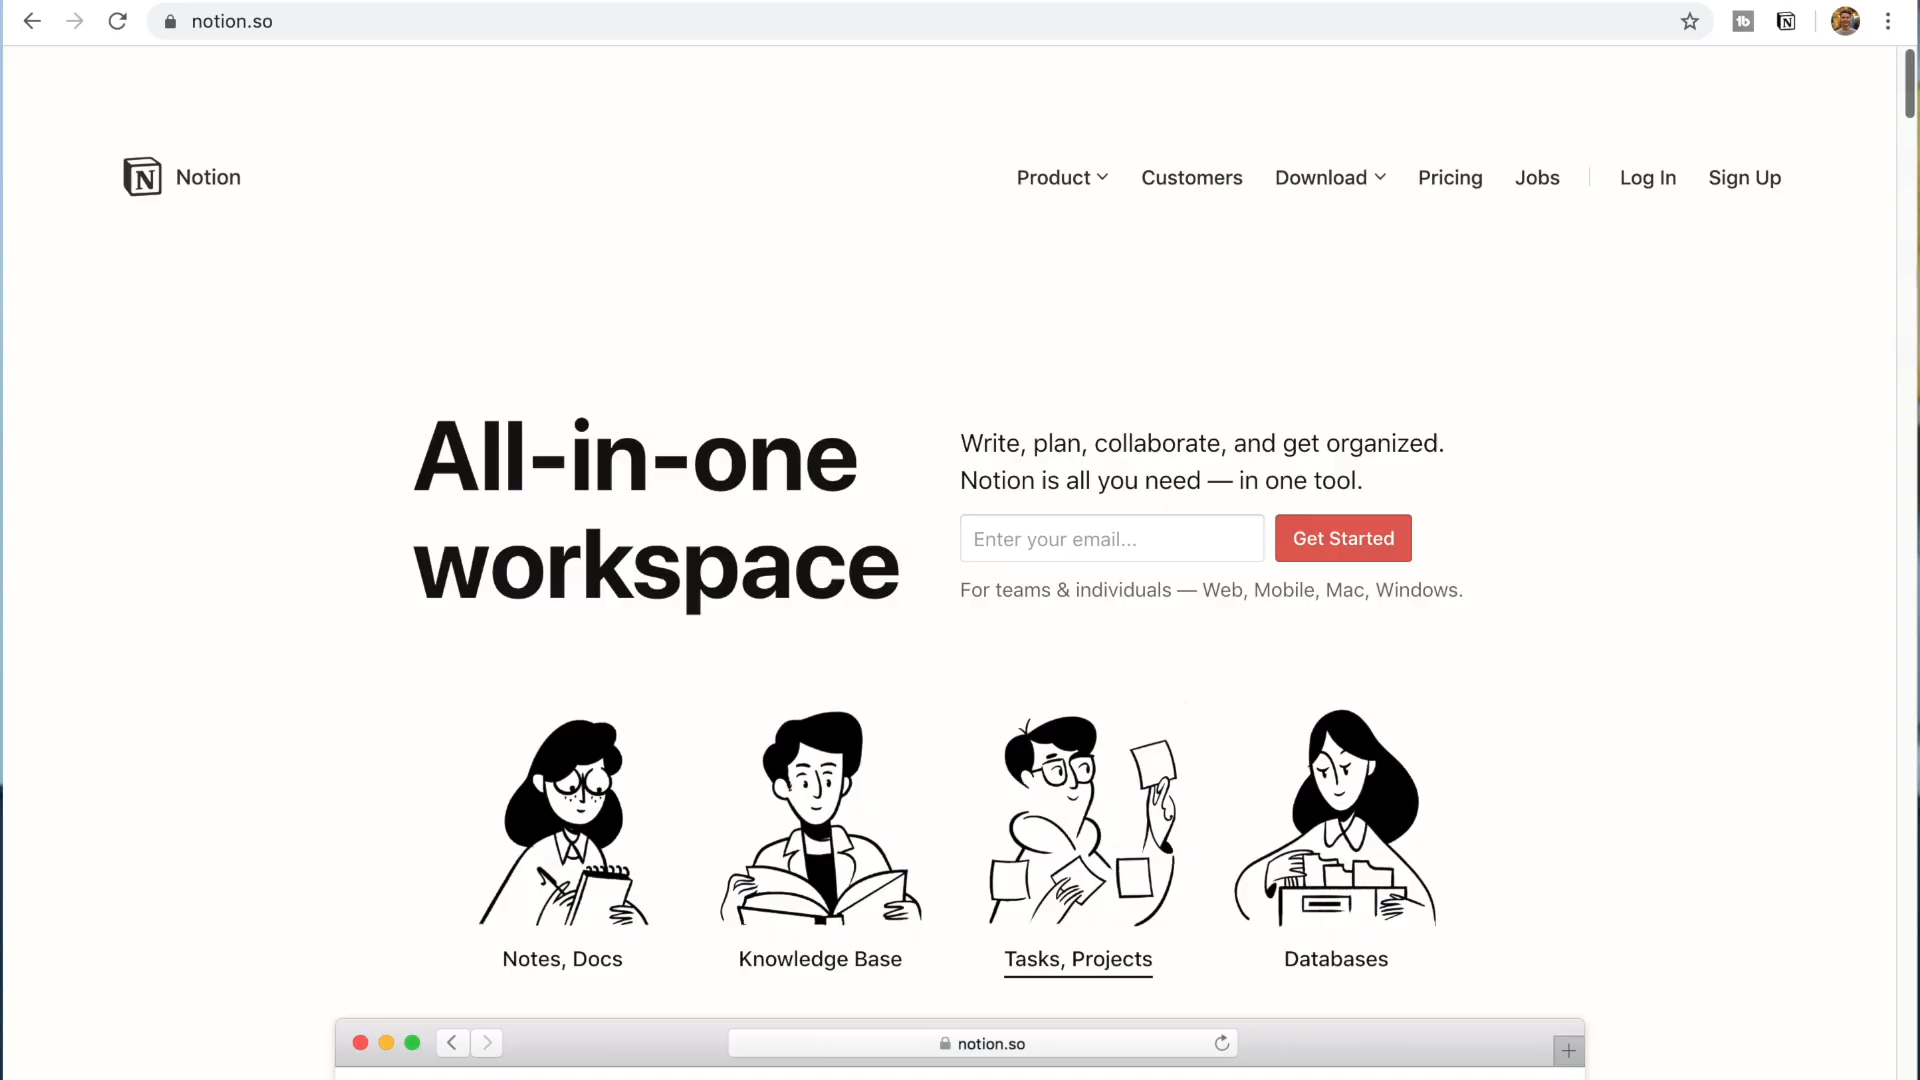 notion.so
Notion
Product
Customers
Download
Pricing
Jobs
Log In
Sign Up
All-in-one
workspace
Write, plan, collaborate, and get organized.
Notion is all you need — in one tool.
Enter your email...
Get Started
For teams & individuals — Web, Mobile, Mac, Windows.
Notes, Docs
Knowledge Base
Tasks, Projects
Databases
notion.so